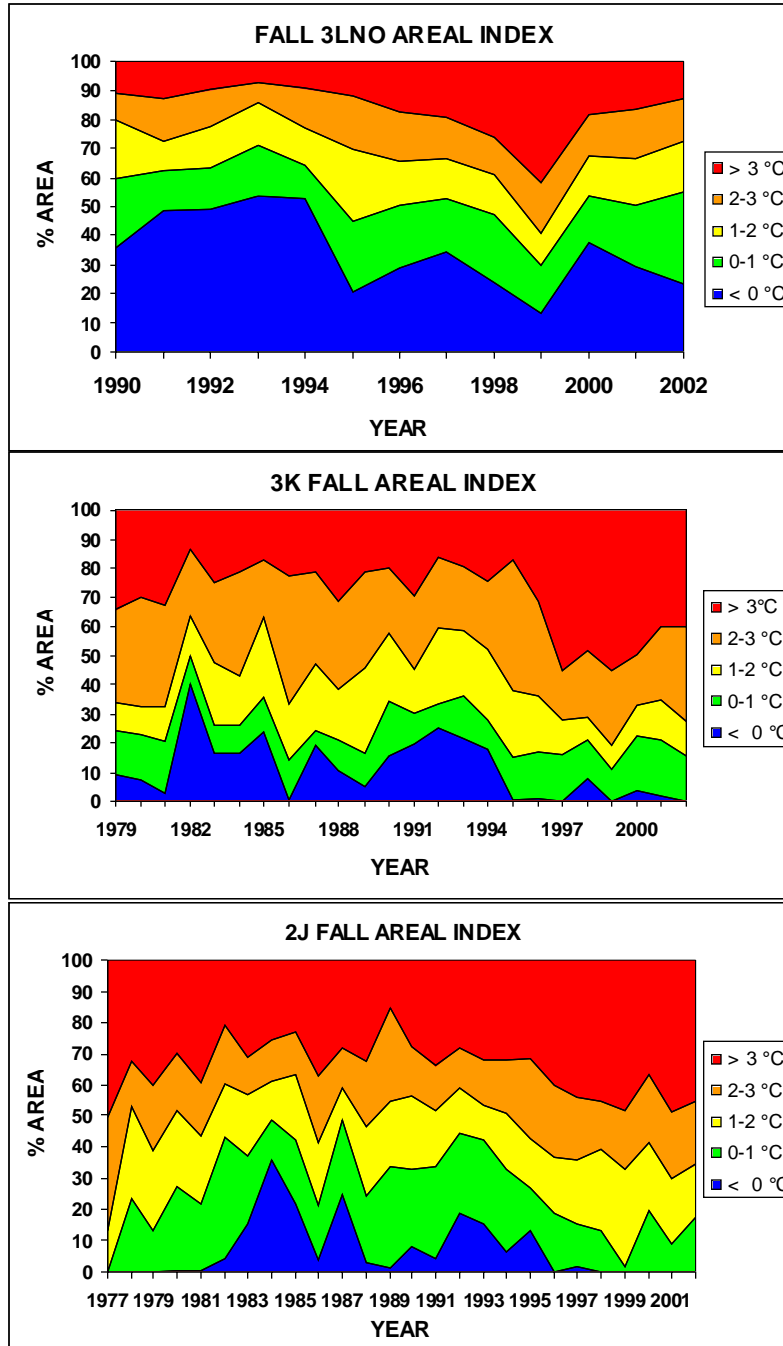 FALL 3LNO AREAL INDEX
100
90
80
70
60
50
40
30
20
10
0
% AREA
1990 1992 1994 1996 1998 2000 2002
YEAR
> 3 °C
2-3 °C
1-2 °C
0-1 °C
< 0 °C
3K FALL AREAL INDEX
100
90
80
70
60
50
40
30
20
10
0
% AREA
1979 1982 1985 1988 1991 1994 1997 2000
YEAR
> 3°C
2-3 °C
1-2 °C
0-1 °C
< 0 °C
2J FALL AREAL INDEX
100
90
80
70
60
50
40
30
20
10
0
% AREA
1977 1979 1981 1983 1985 1987 1989 1991 1993 1995 1997 1999 2001
YEAR
> 3 °C
2-3 °C
1-2 °C
0-1 °C
< 0 °C